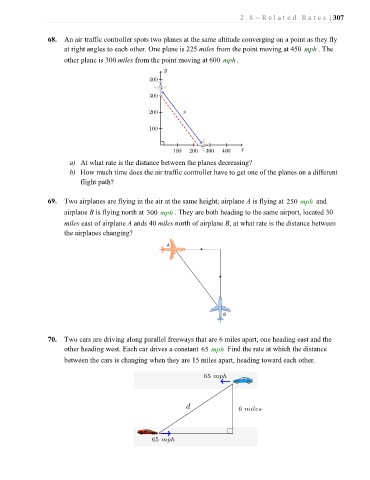 2.8 – Related Rates | 307
68. An air traffic controller spots two planes at the same altitude converging on a point as they fly
at right angles to each other. One plane is 225 miles from the point moving at 450 mph . The
other plane is 300 miles from the point moving at 600 mph .
y
400
300
200
s
100
100 200 300 400 x
a) At what rate is the distance between the planes decreasing?
b) How much time does the air traffic controller have to get one of the planes on a different
flight path?
69. Two airplanes are flying in the air at the same height: airplane A is flying at 250 mph and
airplane B is flying north at 300 mph . They are both heading to the same airport, located 30
miles east of airplane A ands 40 miles north of airplane B, at what rate is the distance between
the airplanes changing?
A
B
70. Two cars are driving along parallel freeways that are 6 miles apart, one heading east and the
other heading west. Each car drives a constant 65 mph Find the rate at which the distance
between the cars is changing when they are 15 miles apart, heading toward each other.
65 mph
d
6 miles
65 mph